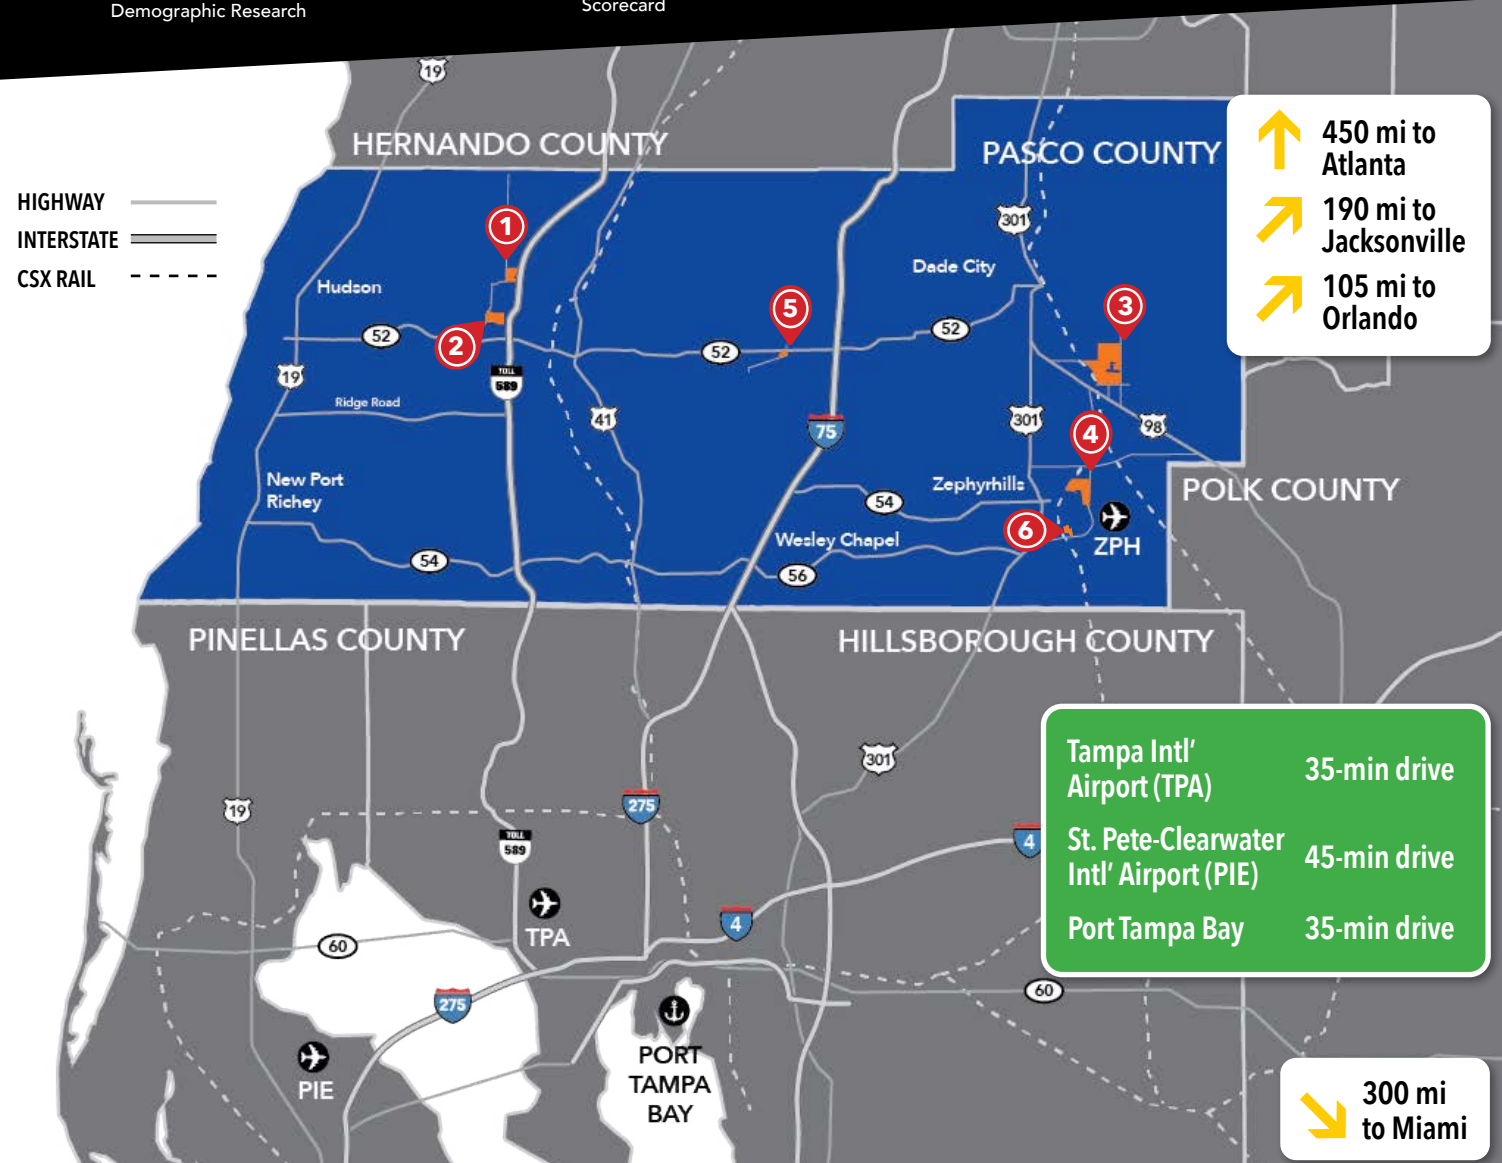 Demographic Research
Scorecard
19
HERNANDO COUNTY
PASCO COUNTY
450 mi to
Atlanta
190 mi to
Jacksonville
105 mi to
Orlando
HIGHWAY
INTERSTATE
CSX RAIL
1
301
Hudson
Dade City
5
3
52
2
52
52
19
TOLL
589
Ridge Road
41
75
301
98
4
New Port
Richey
Zephyrhills
54
POLK COUNTY
6
ZPH
Wesley Chapel
54
56
PINELLAS COUNTY
HILLSBOROUGH COUNTY
301
Tampa Intl'
Airport (TPA)
35-min drive
19
275
TOLL
589
4
St. Pete-Clearwater
Intl' Airport (PIE)
45-min drive
Port Tampa Bay
35-min drive
TPA
4
60
275
60
PIE
PORT
TAMPA
BAY
300 mi
to Miami